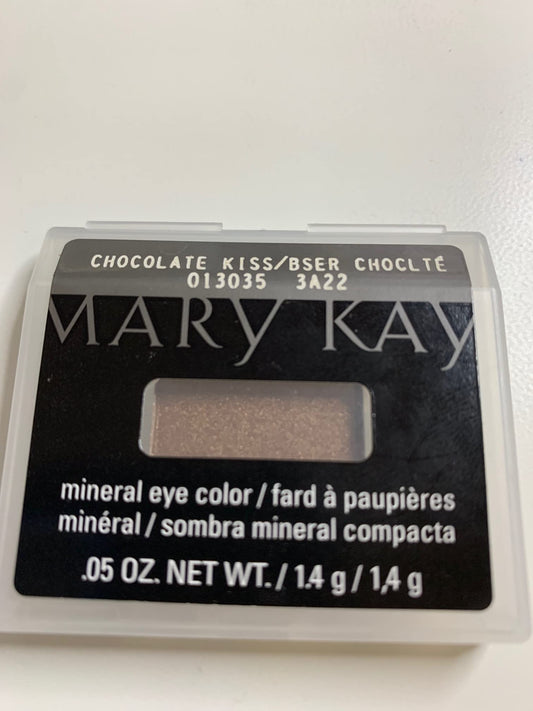 CHOCOLATE KISS/BSER CHOCLTÉ
013035 3A22
MARY KAY
mineral eye color / fard à paupières
minéral / sombra mineral compacta
.05 OZ. NET WT. / 1.4 g / 1,4 g